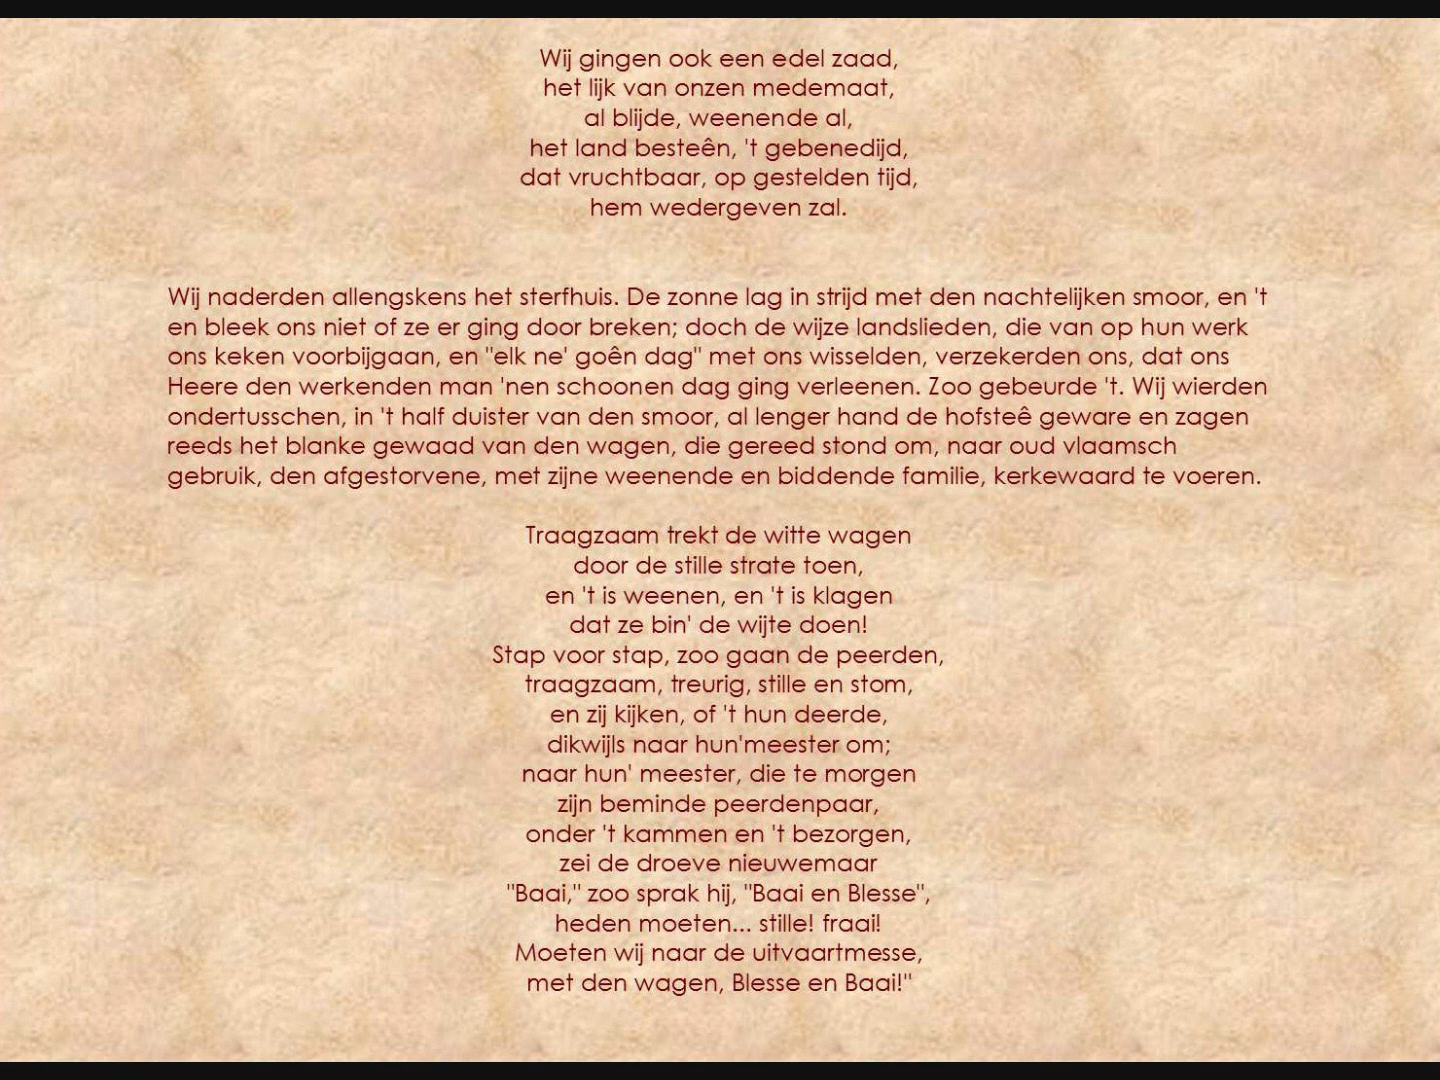 Wij gingen ook een edel zaad,
het lijk van onzen medemaat,
al blijde, weenende al,
het land besteên, 't gebenedijd,
dat vruchtbaar, op gestelden tijd,
hem wedergeven zal.
Wij naderden allengskens het sterfhuis. De zonne lag in strijd met den nachtelijken smoor, en 't
en bleek ons niet of ze er ging door breken; doch de wijze landslieden, die van op hun werk
ons keken voorbijgaan, en "elk ne' goên dag" met ons wisselden, verzekerden ons, dat ons
Heere den werkenden man 'nen schoonen dag ging verleenen. Zoo gebeurde 't. Wij wierden
ondertusschen, in 't half duister van den smoor, al lenger hand de hofsteê geware en zagen
reeds het blanke gewaad van den wagen, die gereed stond om, naar oud vlaamsch
gebruik, den afgestorvene, met zijne weenende en biddende familie, kerkewaard te voeren.
Traagzaam trekt de witte wagen
door de stille strate toen,
en 't is weenen, en 't is klagen
dat ze bin' de wijte doen!
Stap voor stap, zoo gaan de peerden,
traagzaam, treurig, stille en stom,
en zij kijken, of 't hun deerde,
dikwijls naar hun'meester om;
naar hun' meester, die te morgen
zijn beminde peerdenpaar,
onder 't kammen en 't bezorgen,
zei de droeve nieuwemaar
"Baai," zoo sprak hij, "Baai en Blesse",
heden moeten... stille! fraai!
Moeten wij naar de uitvaartmesse,
met den wagen, Blesse en Baai!"